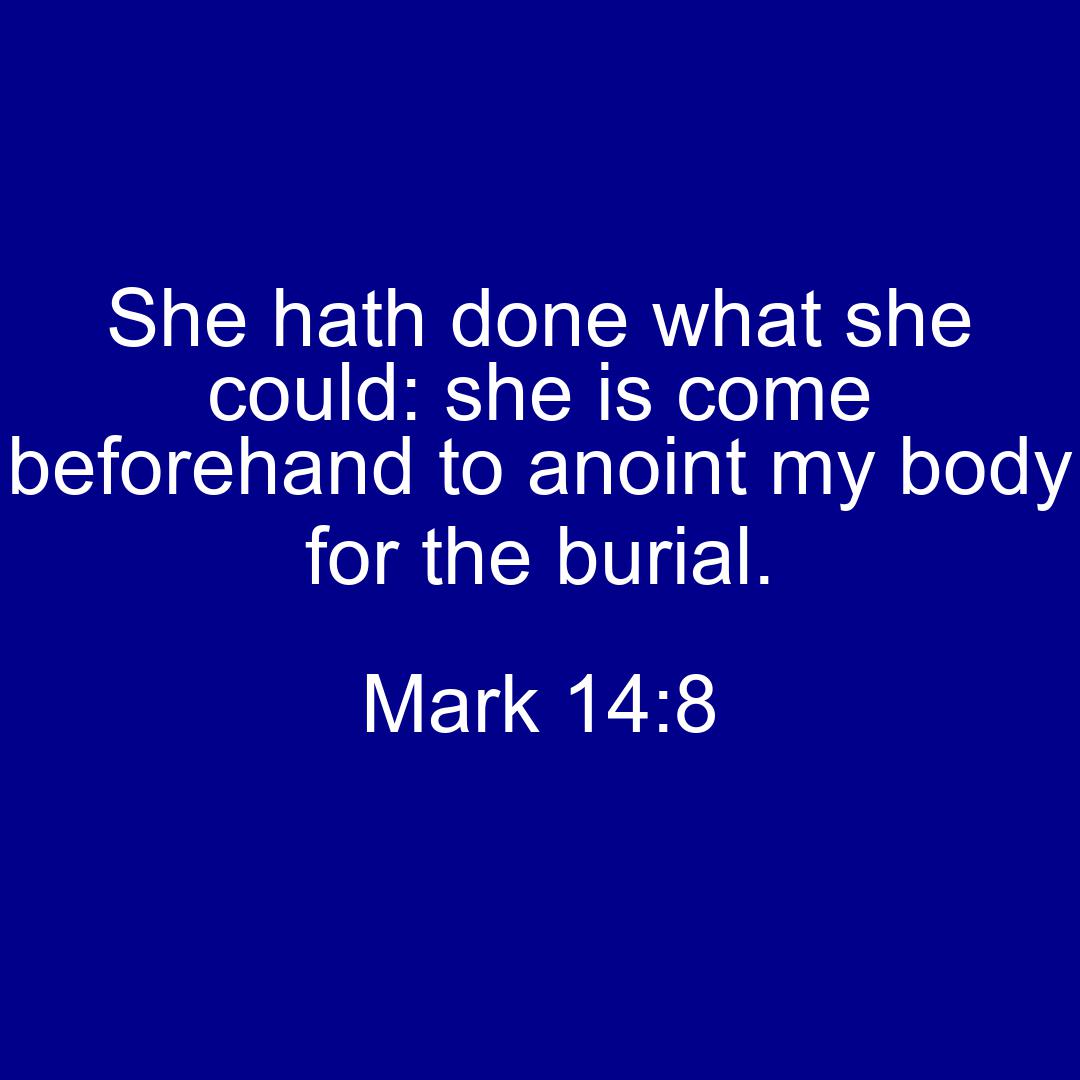 She hath done what she
could: she is come
beforehand to anoint my body
for the burial.
Mark 14:8